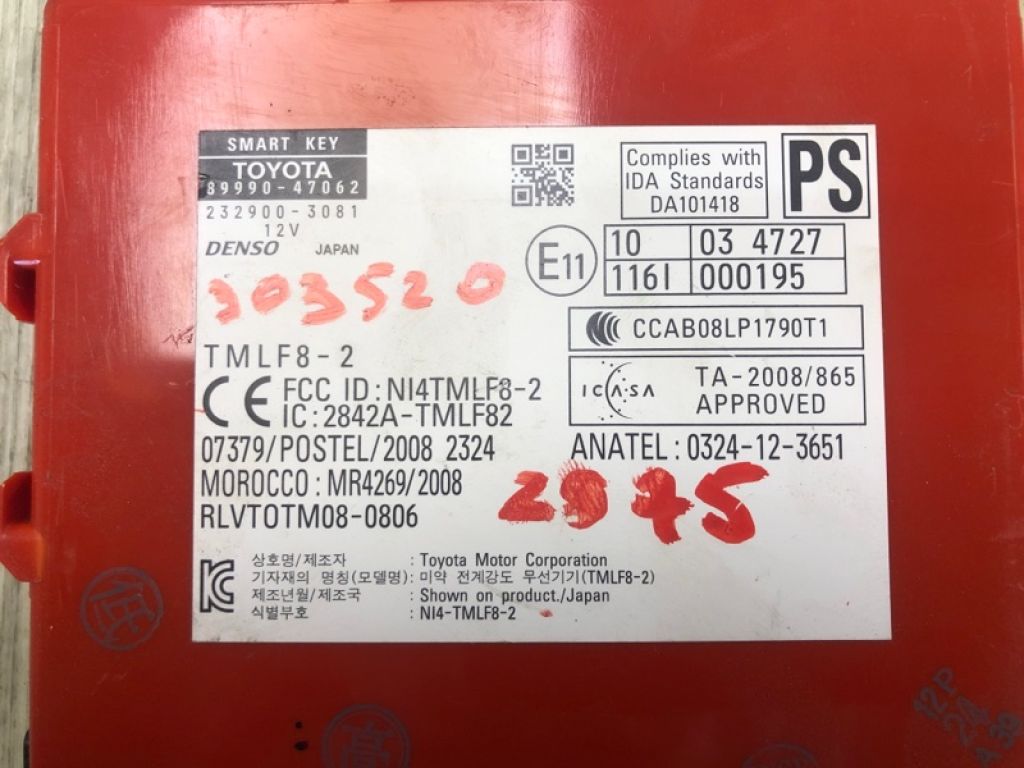 SMART KEY
TOYOTA
89990-47062
232900-3081
12V
DENSO JAPAN
303520
Complies with
IDA Standards
DA101418
PS
E11
10 03 4727
116I 000195
CCAB08LP1790T1
ICASA TA-2008/865
APPROVED
TMLF8-2
CE FCC ID:NI4TMLF8-2
IC:2842A-TMLF82
07379/POSTEL/2008 2324
ANATEL:0324-12-3651
MOROCCO:MR4269/2008
RLVTOTM08-0806
상호명/제조자 : Toyota Motor Corporation
기자재의 명칭(모델명): 미약 전계강도 무선기기(TMLF8-2)
제조년월/제조국 : Shown on product./Japan
식별부호 : NI4-TMLF8-2
低
高
12P